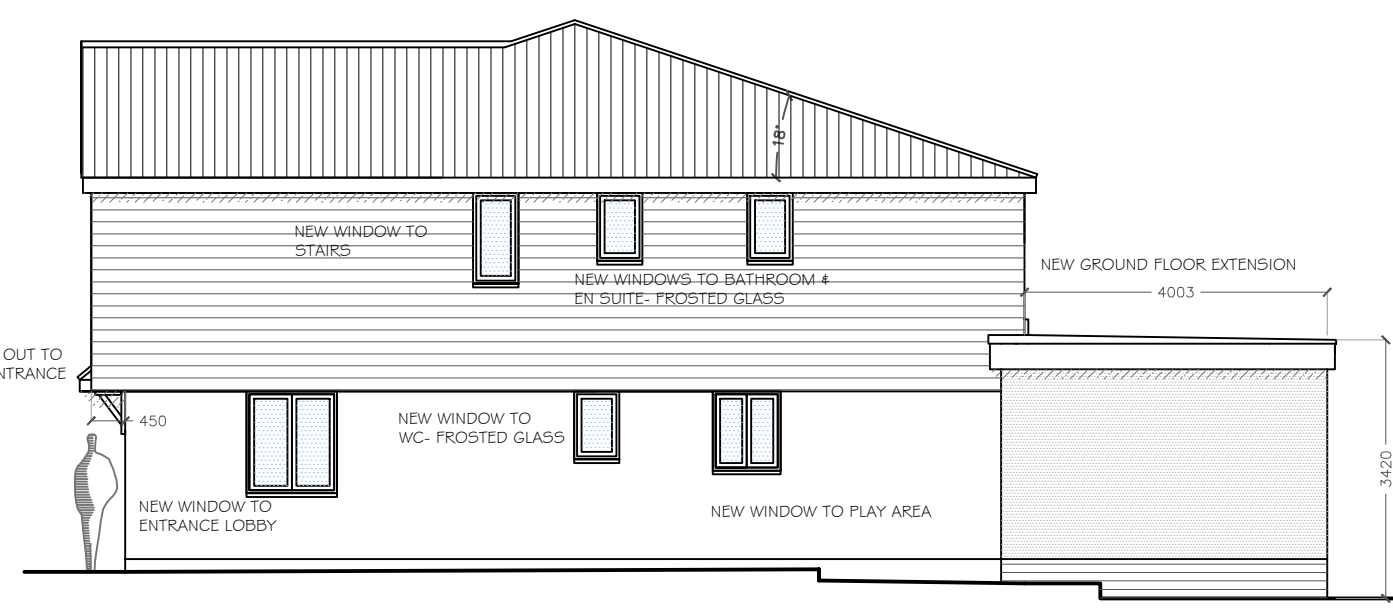 18°
NEW WINDOW TO
STAIRS
NEW WINDOWS TO BATHROOM &
EN SUITE- FROSTED GLASS
NEW GROUND FLOOR EXTENSION
4003
OUT TO
NTRANCE
450
NEW WINDOW TO
WC- FROSTED GLASS
3420
NEW WINDOW TO
ENTRANCE LOBBY
NEW WINDOW TO PLAY AREA